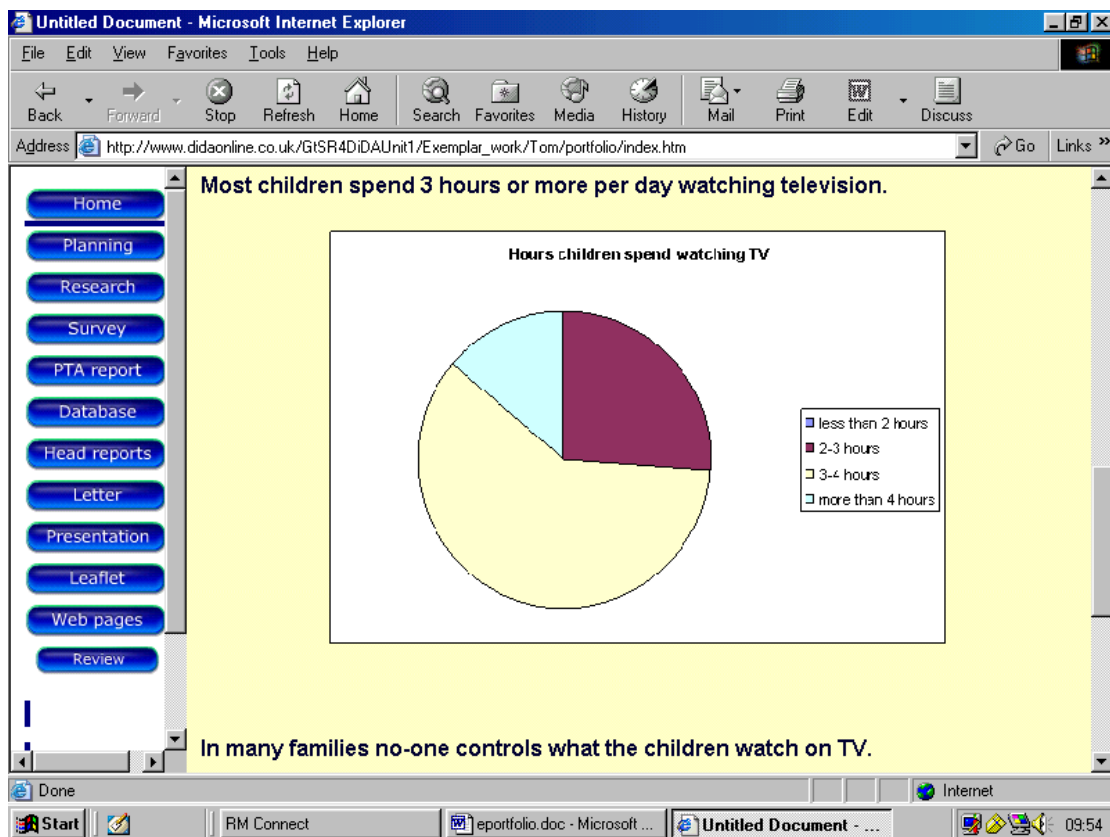 Untitled Document - Microsoft Internet Explorer
File Edit View Favorites Tools Help
Back Forward Stop Refresh Home Search Favorites Media History Mail Print Edit Discuss
Address http://www.didaonline.co.uk/GtSR4DiDAUnit1/Exemplar_work/Tom/portfolio/index.htm Go Links »
Home
Planning
Research
Survey
PTA report
Database
Head reports
Letter
Presentation
Leaflet
Web pages
Review
Most children spend 3 hours or more per day watching television.
Hours children spend watching TV
less then 2 hours
2-3 hours
3-4 hours
more than 4 hours
In many families no-one controls what the children watch on TV.
Done Internet
Start RM Connect eportfolio.doc - Microsoft ... Untitled Document - ... 09:54